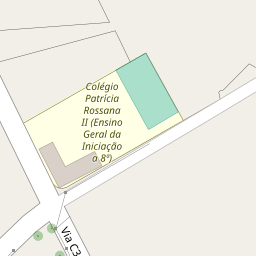 Colégio
Patrícia
Rossana
II (Ensino
Geral da
Iniciação
a 8ª)
Via C3